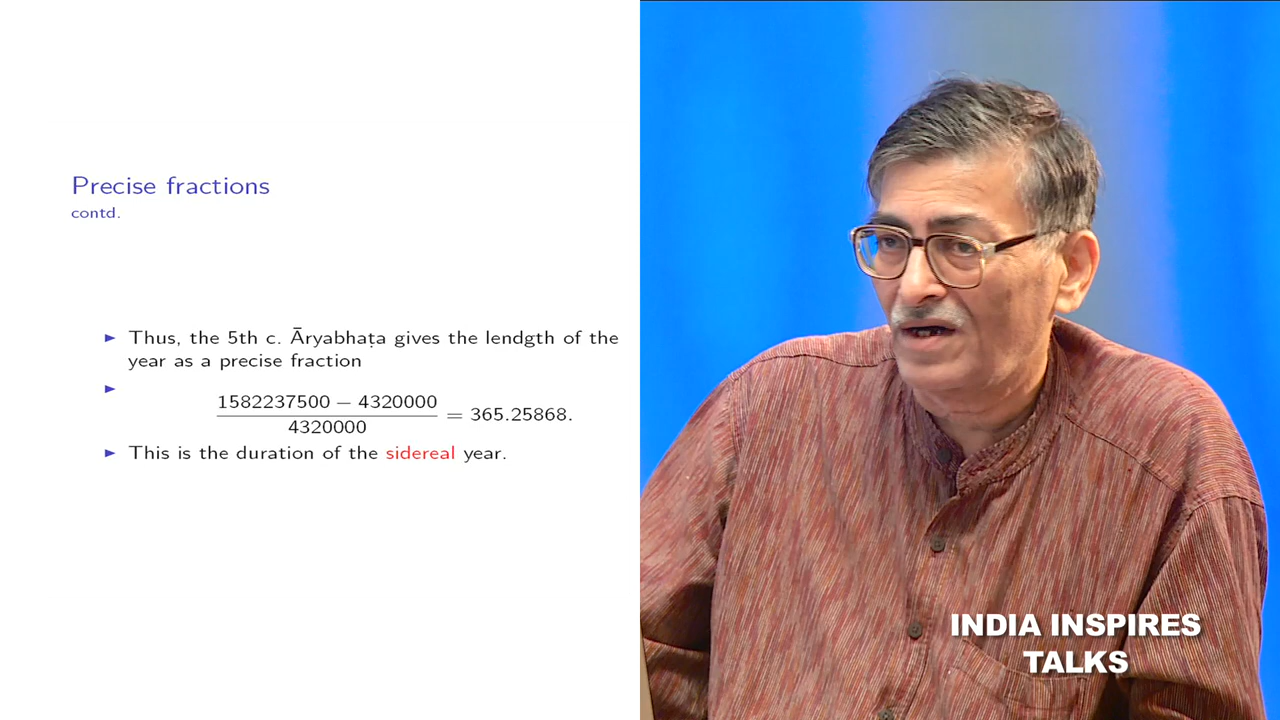 Precise fractions
contd.
► Thus, the 5th c. Āryabhaṭa gives the lendgth of the
year as a precise fraction
►
1582237500 − 4320000
4320000
= 365.25868.
► This is the duration of the sidereal year.
INDIA INSPIRES
TALKS